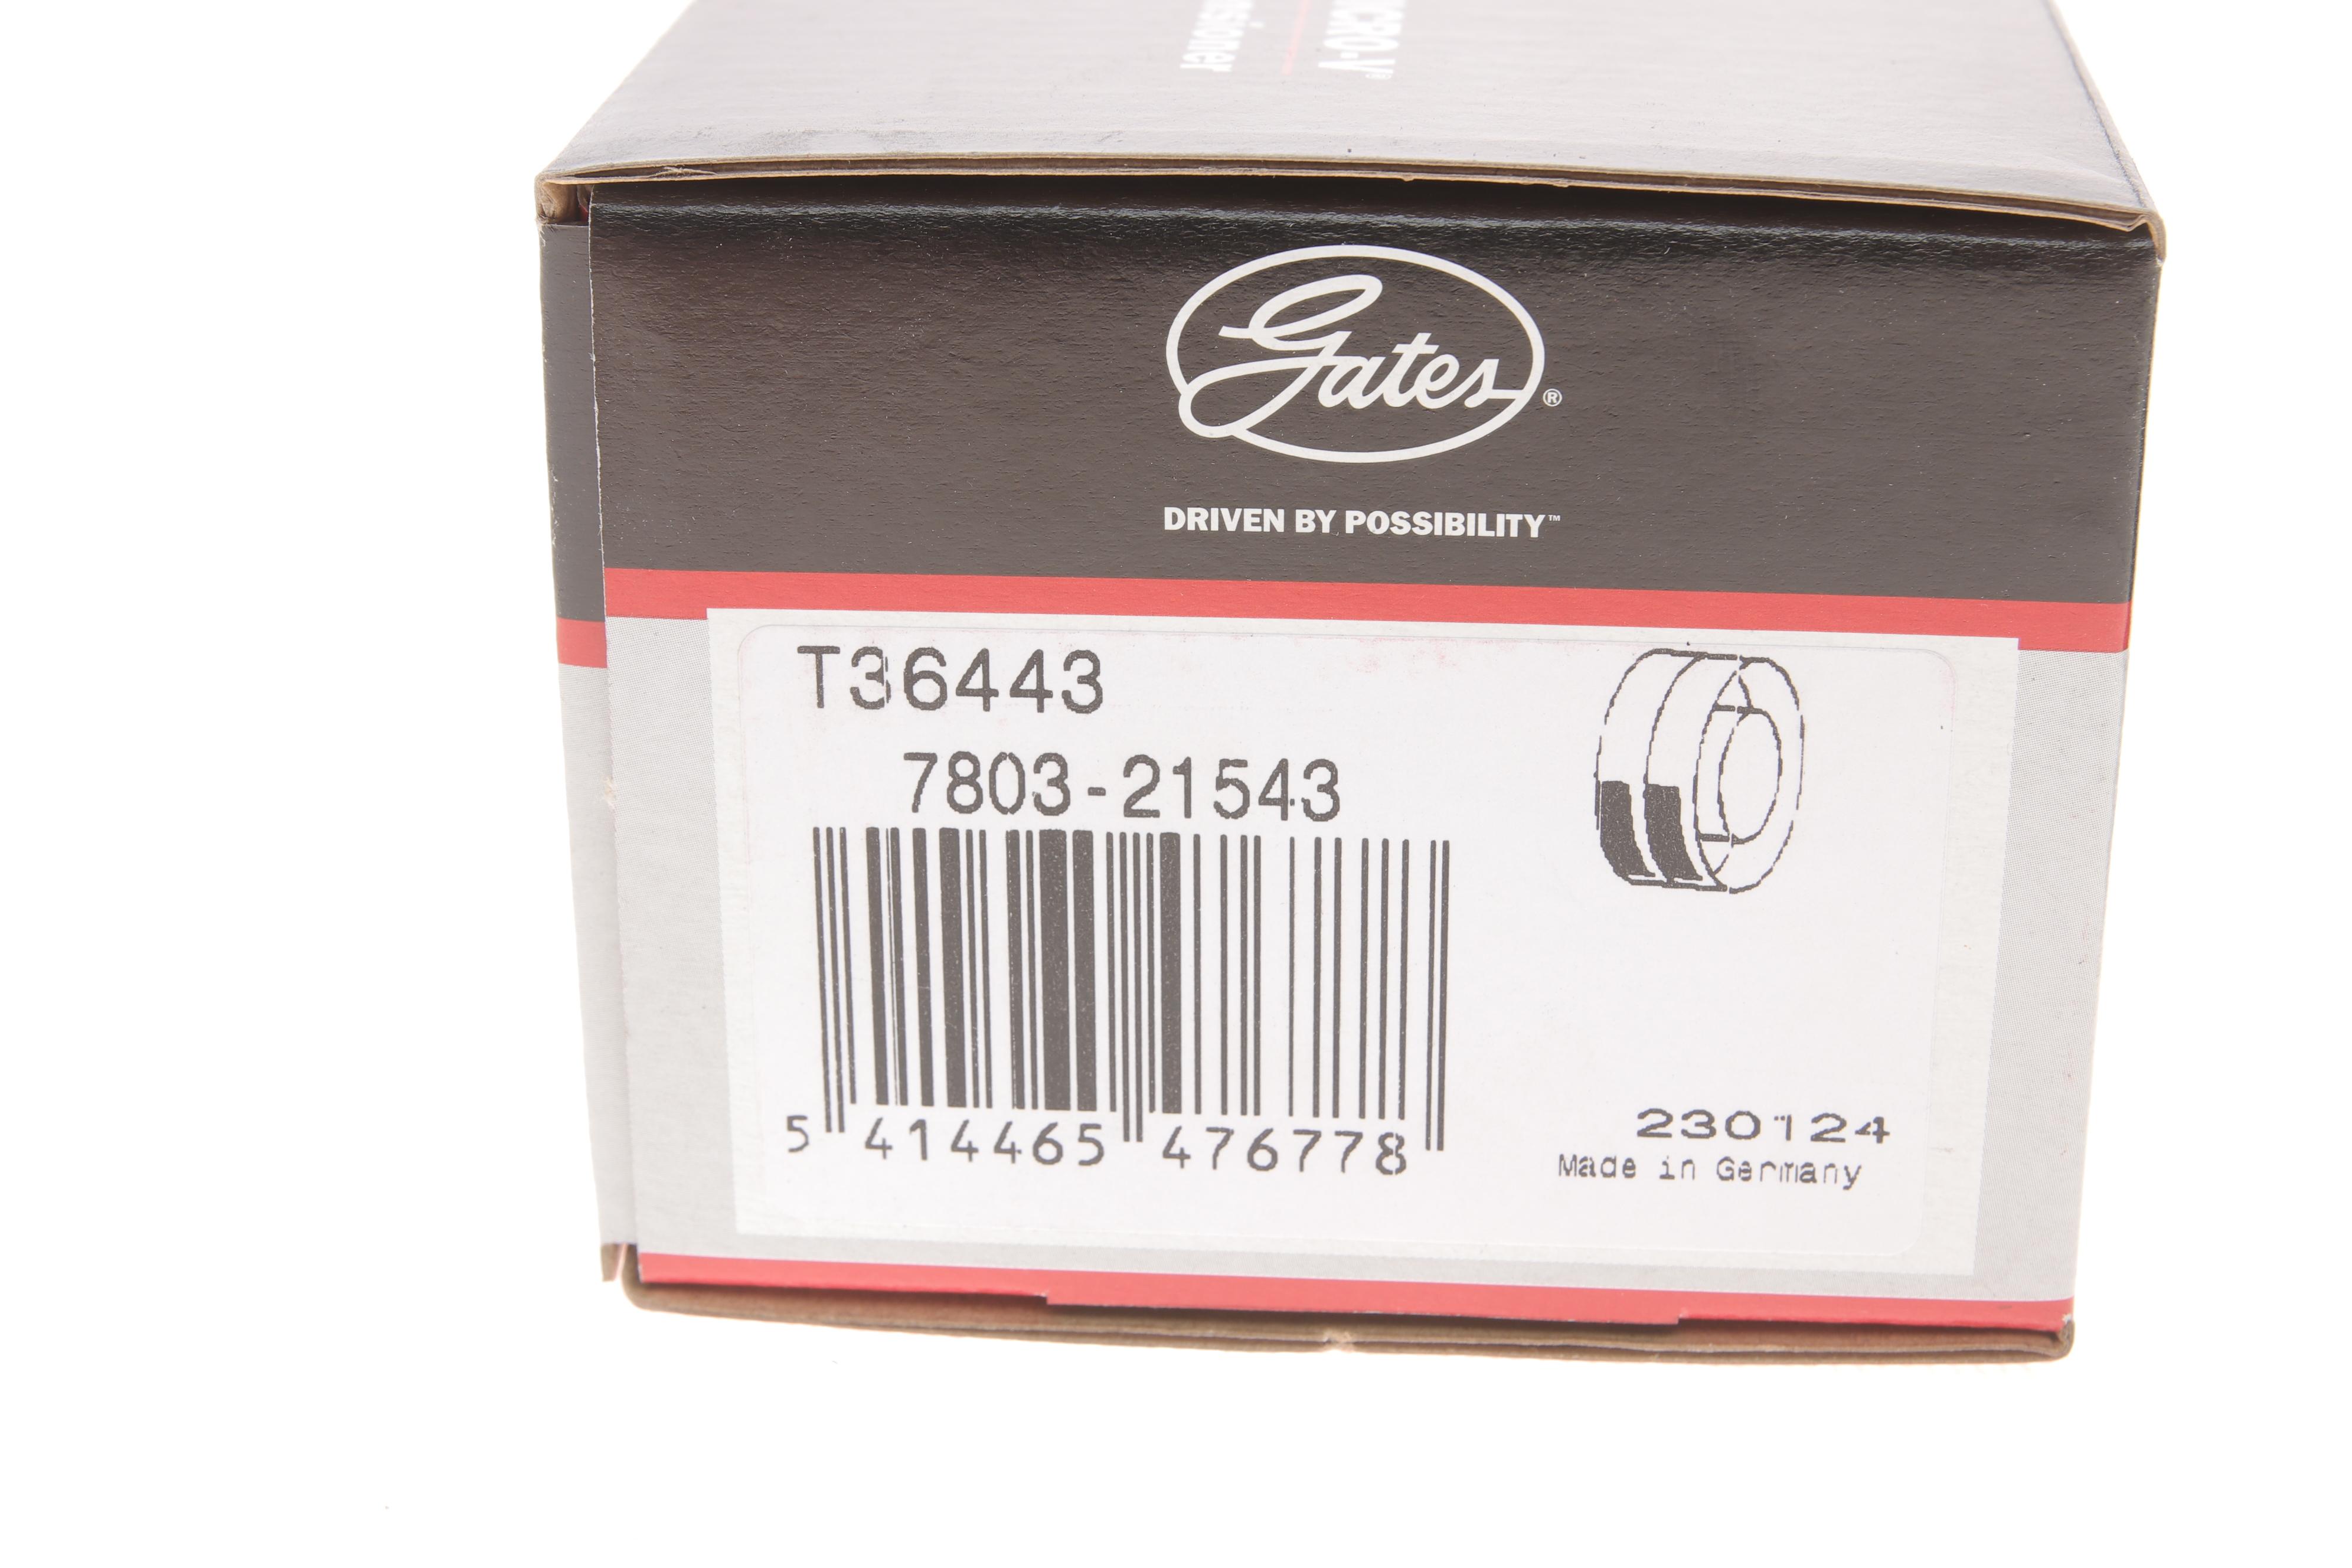 Gates®
DRIVEN BY POSSIBILITY™
T36443
7803-21543
5 414465 476778
230124
Made in Germany